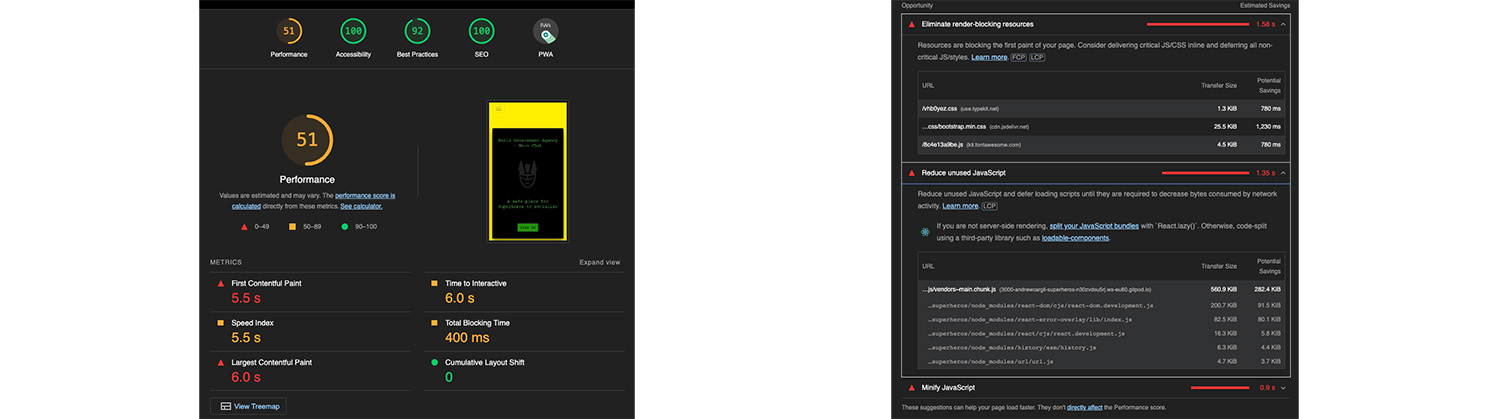 51
100
92
100
PWA
Performance
Accessibility
Best Practices
SEO
PWA
51
Performance
Values are estimated and may vary. The performance score is
calculated directly from these metrics. See calculator.
0–49
50–89
90–100
World Government Agency
A safe place for
superheros to socialize
SIGN IN
METRICS
Expand view
First Contentful Paint
5.5 s
Time to Interactive
6.0 s
Speed Index
5.5 s
Total Blocking Time
400 ms
Largest Contentful Paint
6.0 s
Cumulative Layout Shift
0
View Treemap
Opportunity
Estimated Savings
Eliminate render-blocking resources
1.58 s
Resources are blocking the first paint of your page. Consider delivering critical JS/CSS inline and deferring all non-
critical JS/styles. Learn more. FCP LCP
URL
Transfer Size
Potential
Savings
/vhb0yez.css (use.typekit.net) 1.3 KiB 780 ms
…css/bootstrap.min.css (cdn.jsdelivr.net) 25.5 KiB 1,230 ms
/8c4e13a9be.js (kit.fontawesome.com) 4.5 KiB 780 ms
Reduce unused JavaScript
1.35 s
Reduce unused JavaScript and defer loading scripts until they are required to decrease bytes consumed by network
activity. Learn more. LCP
If you are not server-side rendering, split your JavaScript bundles with `React.lazy()`. Otherwise, code-split
using a third-party library such as loadable-components.
URL
Transfer Size
Potential
Savings
…js/vendors~main.chunk.js (3000-andrewcargil-superheros-n30zvdau5rj.ws-eu80.gitpod.io) 560.9 KiB 282.4 KiB
…superheros/node_modules/react-dom/cjs/react-dom.development.js 200.7 KiB 91.5 KiB
…superheros/node_modules/react-error-overlay/lib/index.js 82.5 KiB 80.1 KiB
…superheros/node_modules/react/cjs/react.development.js 16.3 KiB 5.8 KiB
…superheros/node_modules/history/esm/history.js 6.3 KiB 4.4 KiB
…superheros/node_modules/url/url.js 4.7 KiB 3.7 KiB
Minify JavaScript
0.9 s
These suggestions can help your page load faster. They don't directly affect the Performance score.